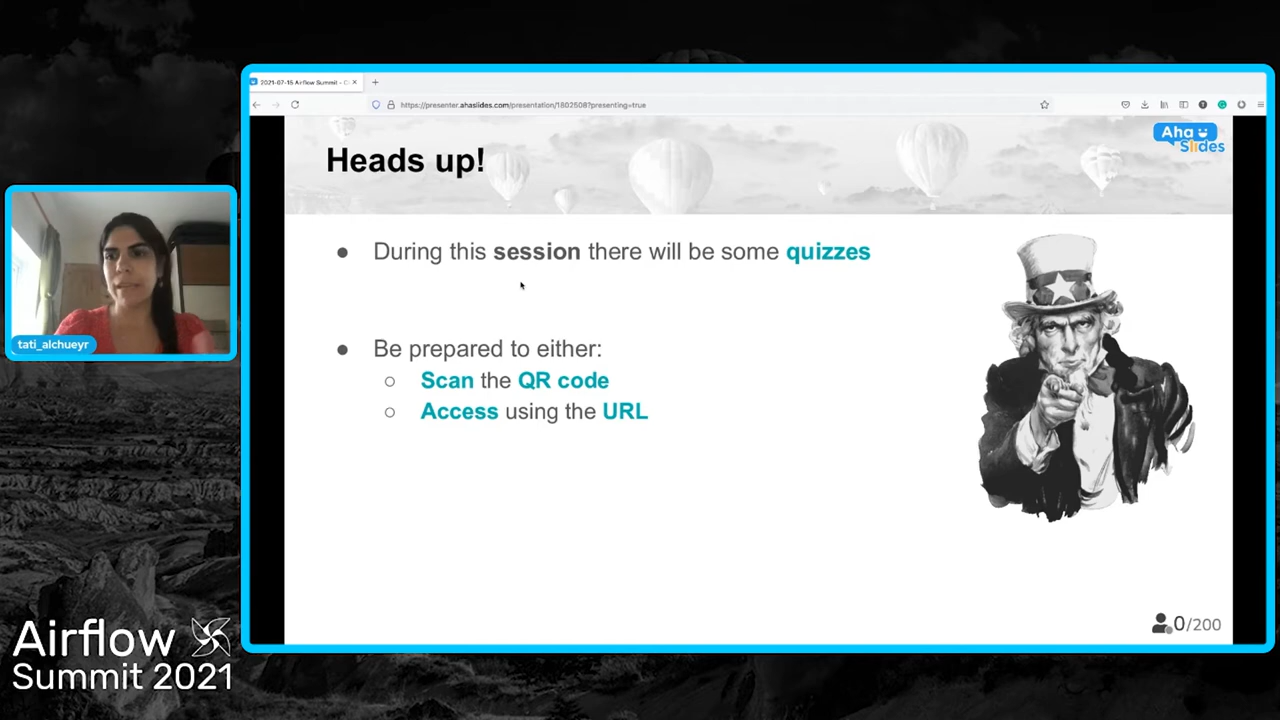 2021-07-15 Airflow Summit - C
https://presenter.ahaslides.com/presentation/1802508?presenting=true
Aha
Slides
Heads up!
● During this session there will be some quizzes
● Be prepared to either:
○ Scan the QR code
○ Access using the URL
0/200
tati_alchueyr
Airflow
Summit 2021